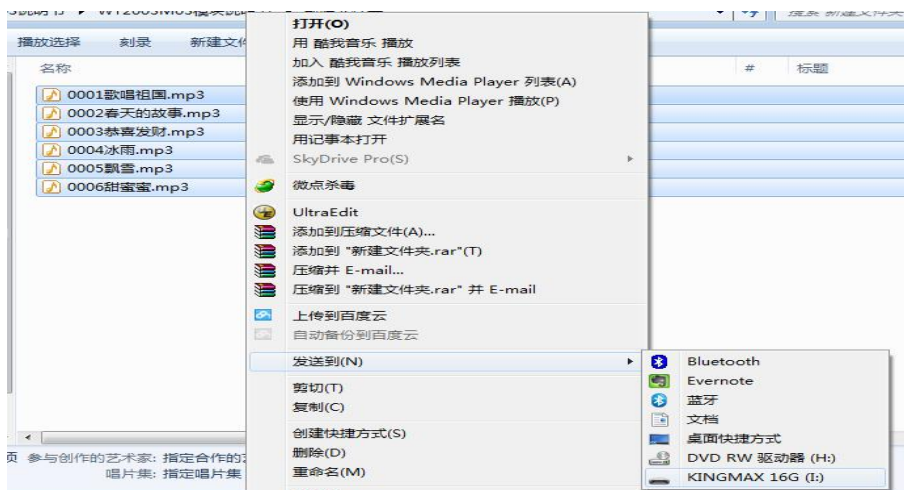 播放选择 刻录 新建文件
名称 # 标题
0001歌唱祖国.mp3
0002春天的故事.mp3
0003恭喜发财.mp3
0004冰雨.mp3
0005飘雪.mp3
0006甜蜜蜜.mp3
打开(O)
用 酷我音乐 播放
加入 酷我音乐 播放列表
添加到 Windows Media Player 列表(A)
使用 Windows Media Player 播放(P)
显示/隐藏 文件扩展名
用记事本打开
SkyDrive Pro(S)
微点杀毒
UltraEdit
添加到压缩文件(A)...
添加到 "新建文件夹.rar"(T)
压缩并 E-mail...
压缩到 "新建文件夹.rar" 并 E-mail
上传到百度云
自动备份到百度云
发送到(N)
剪切(T)
复制(C)
创建快捷方式(S)
删除(D)
重命名(M)
Bluetooth
Evernote
蓝牙
文档
桌面快捷方式
DVD RW 驱动器 (H:)
KINGMAX 16G (I:)
参与创作的艺术家: 指定合作的
唱片集: 指定唱片集